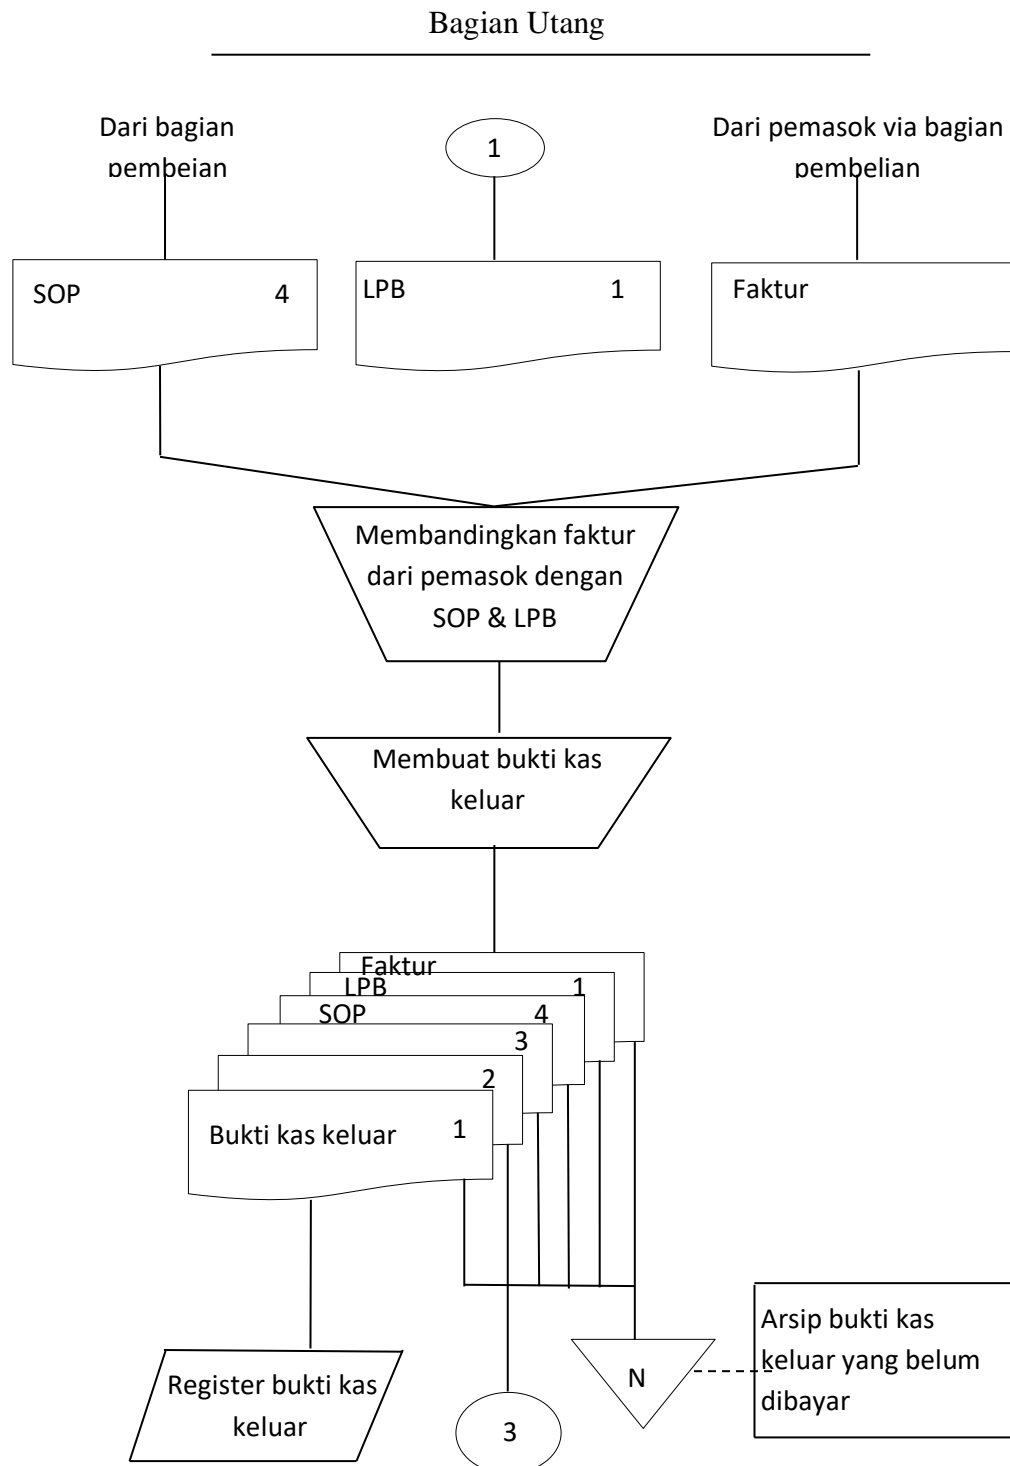 Bagian Utang
Dari bagian
pembeian
1
Dari pemasok via bagian
pembelian
SOP 4
LPB 1
Faktur
Membandingkan faktur
dari pemasok dengan
SOP & LPB
Membuat bukti kas
keluar
Faktur
LPB 1
SOP 4
3
2
Bukti kas keluar 1
Register bukti kas
keluar
3
N
Arsip bukti kas
keluar yang belum
dibayar